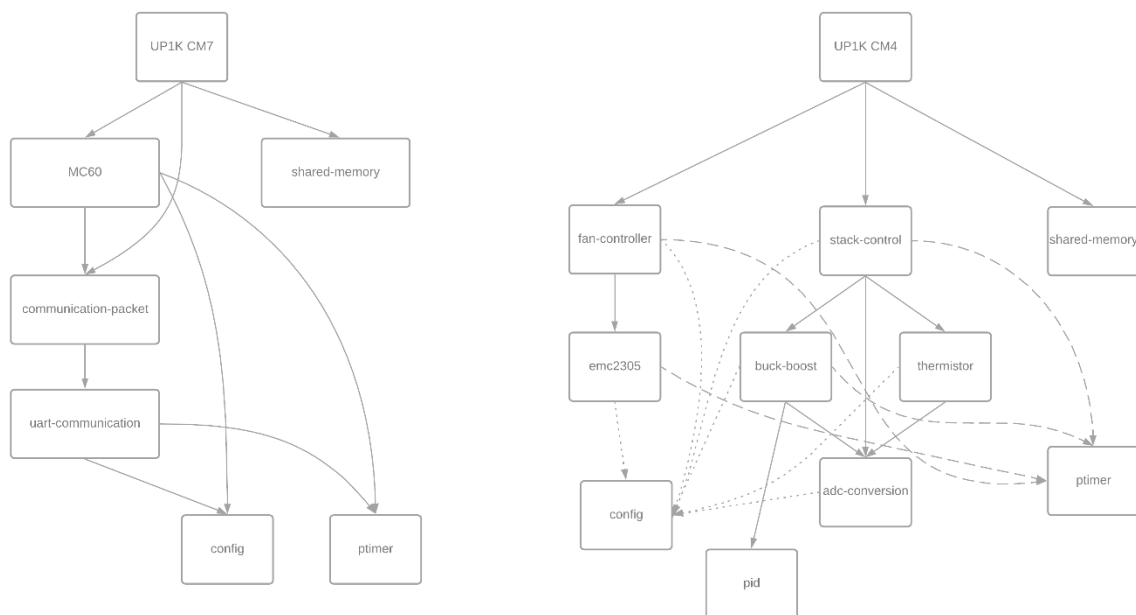 UP1K CM7
MC60
shared-memory
communication-packet
uart-communication
config
ptimer
UP1K CM4
fan-controller
stack-control
shared-memory
emc2305
buck-boost
thermistor
config
adc-conversion
ptimer
pid